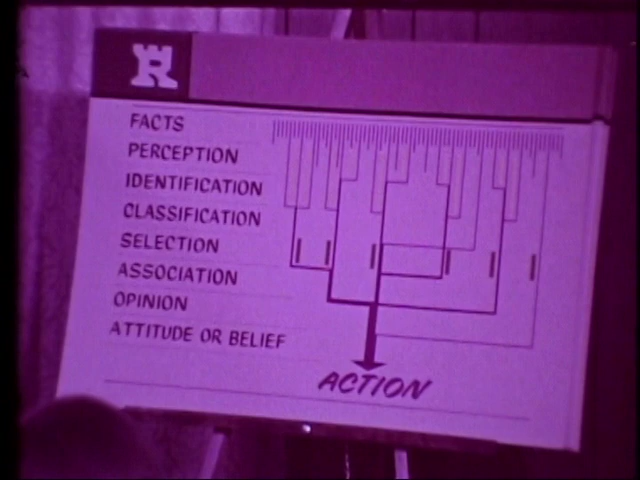 R
FACTS
PERCEPTION
IDENTIFICATION
CLASSIFICATION
SELECTION
ASSOCIATION
OPINION
ATTITUDE OR BELIEF
ACTION